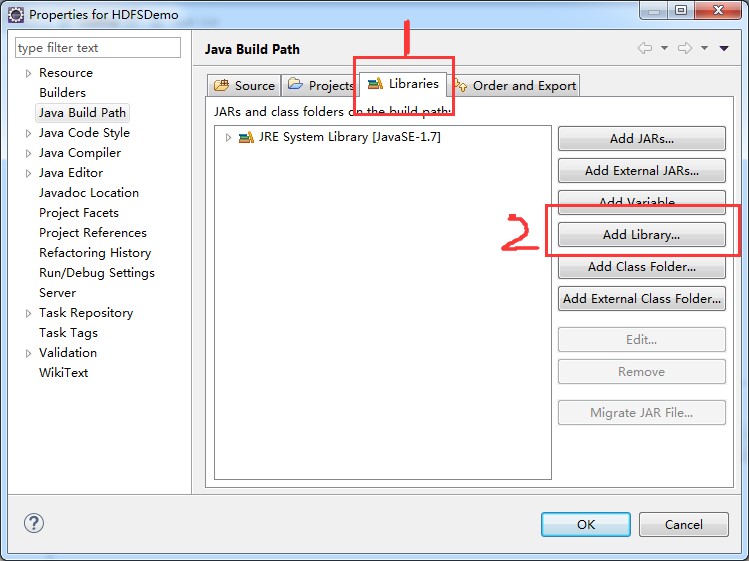 Properties for HDFSDemo
type filter text
Resource
Builders
Java Build Path
Java Code Style
Java Compiler
Java Editor
Javadoc Location
Project Facets
Project References
Refactoring History
Run/Debug Settings
Server
Task Repository
Task Tags
Validation
WikiText
Java Build Path
1
Source Projects Libraries Order and Export
JARs and class folders on the build path:
JRE System Library [JavaSE-1.7]
Add JARs...
Add External JARs...
Add Variable...
2
Add Library...
Add Class Folder...
Add External Class Folder...
Edit...
Remove
Migrate JAR File...
?
OK Cancel